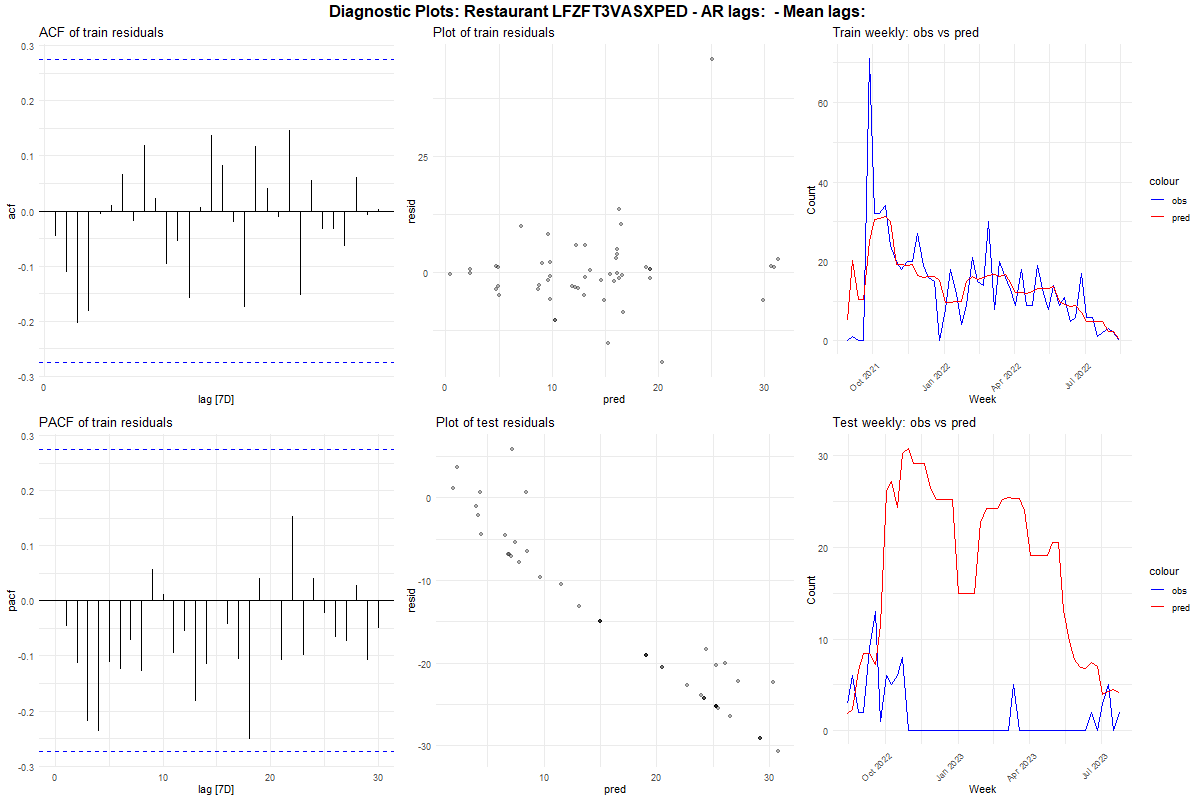 Diagnostic Plots: Restaurant LFZFT3VASXPED - AR lags:  - Mean lags:
ACF of train residuals
0.3
0.2
0.1
0.0
-0.1
-0.2
-0.3
acf
0
lag [7D]
Plot of train residuals
25
0
resid
0
10
20
30
pred
Train weekly: obs vs pred
60
40
20
0
Count
Oct 2021
Jan 2022
Apr 2022
Jul 2022
Week
colour
obs
pred
PACF of train residuals
0.3
0.2
0.1
0.0
-0.1
-0.2
-0.3
pacf
0
10
20
30
lag [7D]
Plot of test residuals
0
-10
-20
-30
resid
10
20
30
pred
Test weekly: obs vs pred
30
20
10
0
Count
Oct 2022
Jan 2023
Apr 2023
Jul 2023
Week
colour
obs
pred